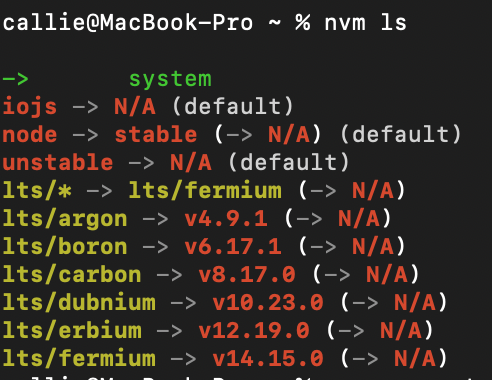 callie@MacBook-Pro ~ % nvm ls
->       system
iojs -> N/A (default)
node -> stable (-> N/A) (default)
unstable -> N/A (default)
lts/* -> lts/fermium (-> N/A)
lts/argon -> v4.9.1 (-> N/A)
lts/boron -> v6.17.1 (-> N/A)
lts/carbon -> v8.17.0 (-> N/A)
lts/dubnium -> v10.23.0 (-> N/A)
lts/erbium -> v12.19.0 (-> N/A)
lts/fermium -> v14.15.0 (-> N/A)